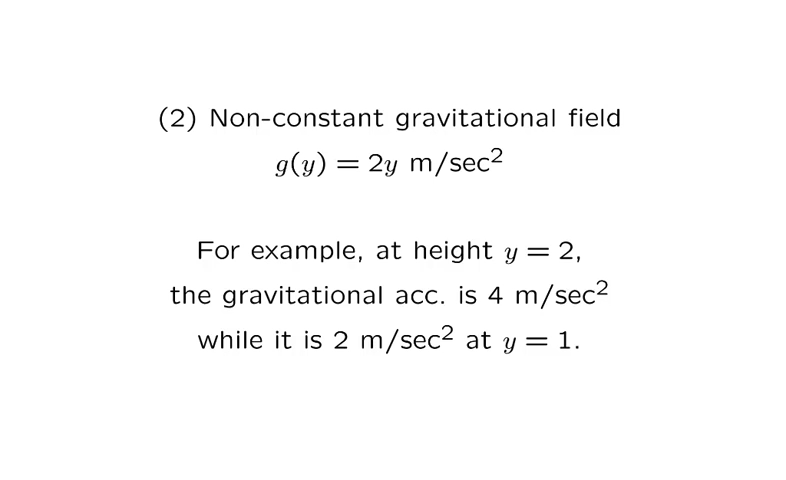 (2) Non-constant gravitational field
g(y) = 2y m/sec²
For example, at height y = 2,
the gravitational acc. is 4 m/sec²
while it is 2 m/sec² at y = 1.